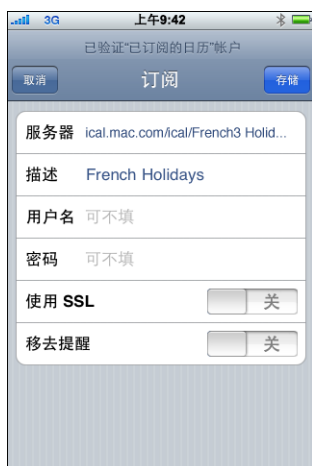 3G 上午9:42
已验证“已订阅的日历”帐户
取消 订阅 存储
服务器 ical.mac.com/ical/French3 Holid...
描述 French Holidays
用户名 可不填
密码 可不填
使用 SSL 关
移去提醒 关